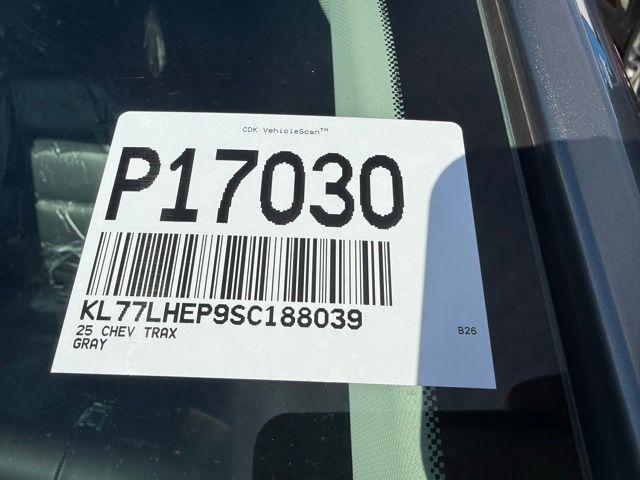 CDK VehicleScan™
P17030
KL77LHEP9SC188039
25 CHEV TRAX
GRAY
B26